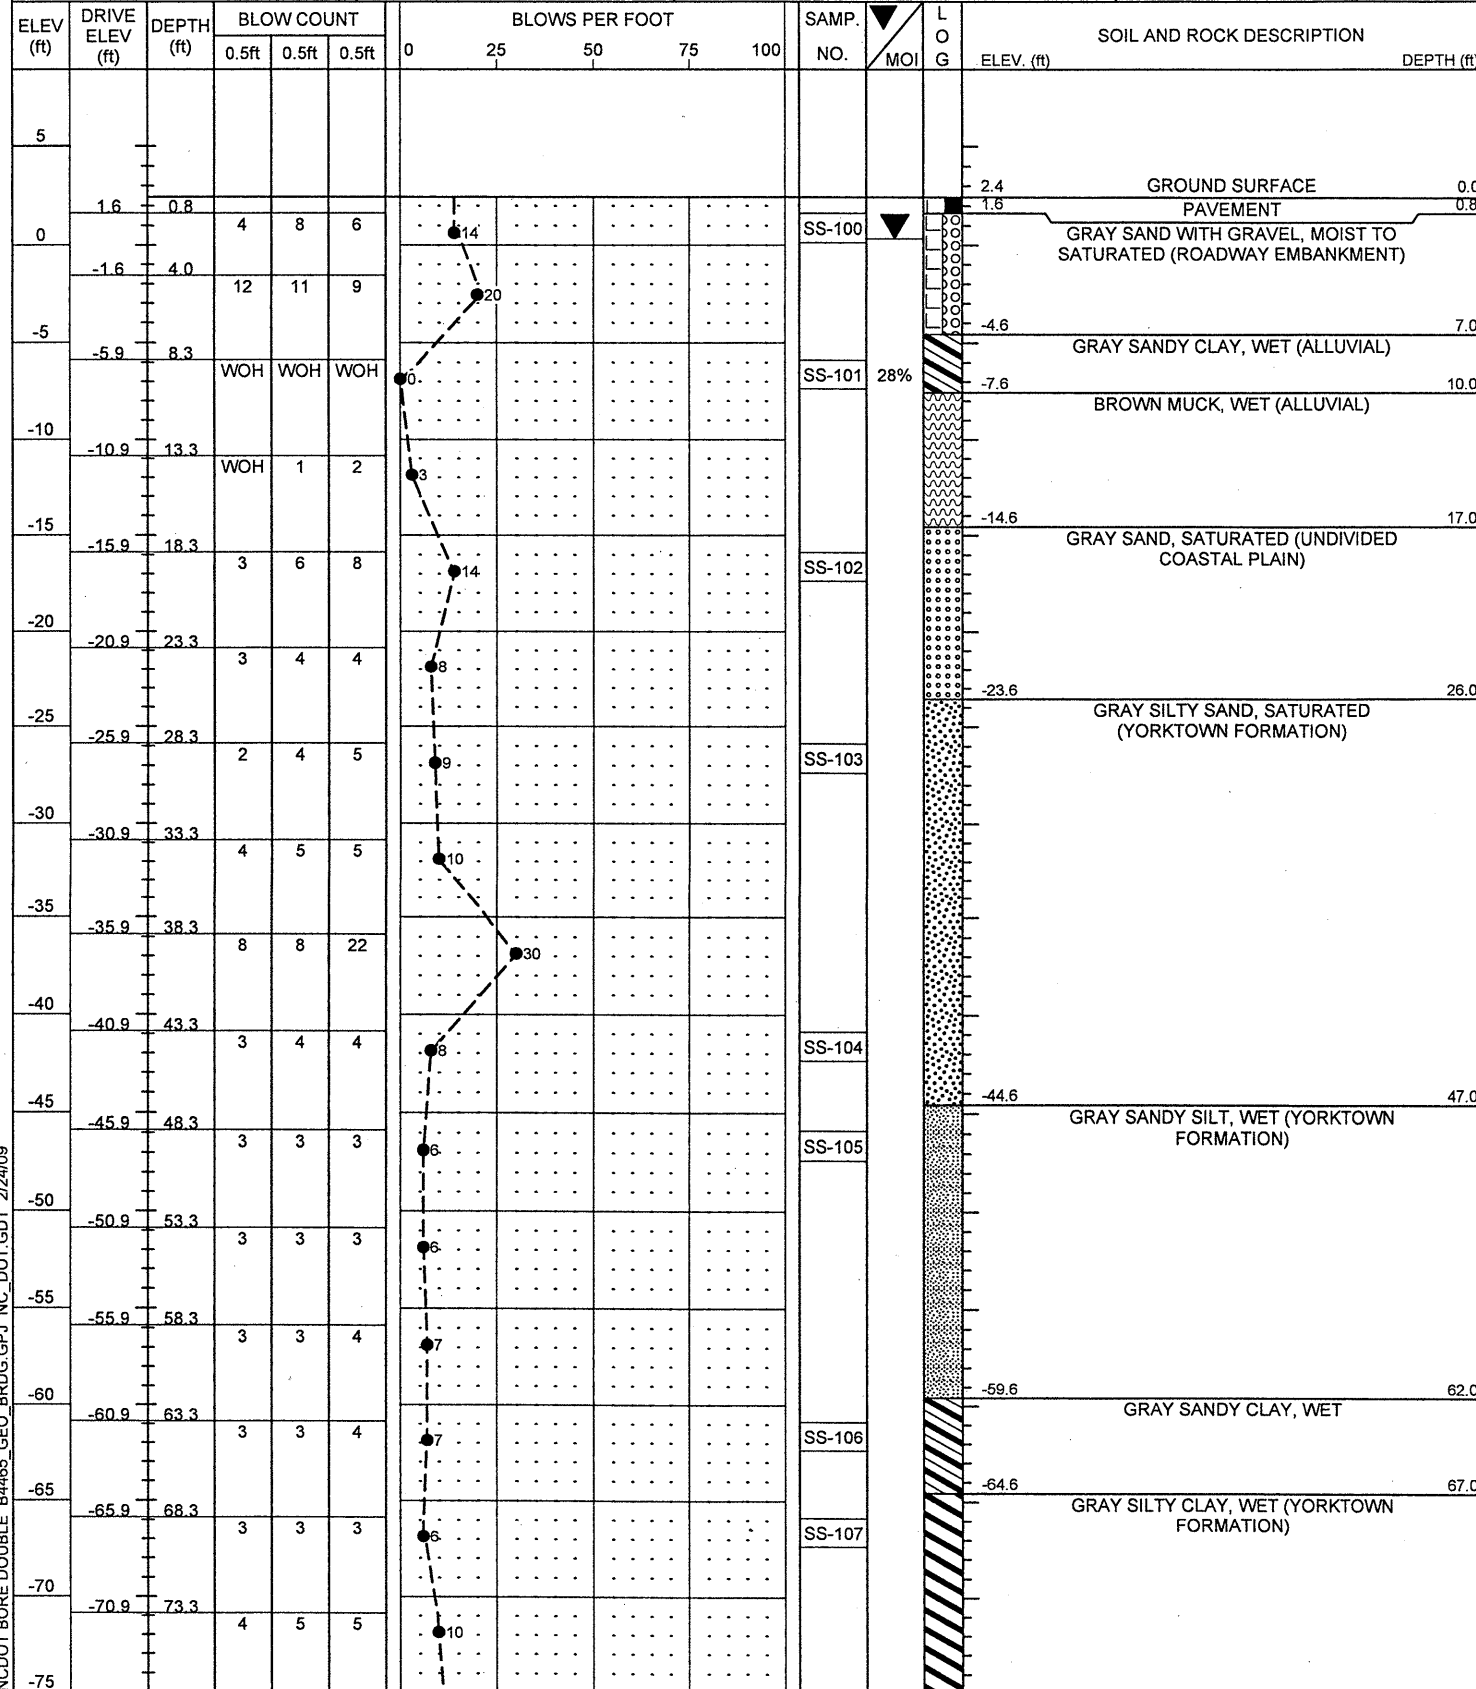 ELEV (ft) DRIVE ELEV (ft) DEPTH (ft) BLOW COUNT BLOWS PER FOOT SAMP. NO. MOI LOG SOIL AND ROCK DESCRIPTION
0.5ft 0.5ft 0.5ft 0 25 50 75 100 ELEV. (ft) DEPTH (ft)
5
2.4 GROUND SURFACE 0.0
1.6 0.8 1.6 PAVEMENT 0.8
4 8 6 14 SS-100 GRAY SAND WITH GRAVEL, MOIST TO
0 SATURATED (ROADWAY EMBANKMENT)
-1.6 4.0
12 11 9 20
-5 -4.6 7.0
-5.9 8.3 GRAY SANDY CLAY, WET (ALLUVIAL)
WOH WOH WOH 0 SS-101 28% -7.6 10.0
BROWN MUCK, WET (ALLUVIAL)
-10
-10.9 13.3
WOH 1 2 3
-15 -14.6 17.0
-15.9 18.3 GRAY SAND, SATURATED (UNDIVIDED
3 6 8 14 SS-102 COASTAL PLAIN)
-20
-20.9 23.3
3 4 4 8
-23.6 26.0
-25 GRAY SILTY SAND, SATURATED
-25.9 28.3 (YORKTOWN FORMATION)
2 4 5 9 SS-103
-30
-30.9 33.3
4 5 5 10
-35
-35.9 38.3
8 8 22 30
-40
-40.9 43.3
3 4 4 8 SS-104
-44.6 47.0
-45 GRAY SANDY SILT, WET (YORKTOWN
-45.9 48.3 FORMATION)
3 3 3 6 SS-105
-50
-50.9 53.3
3 3 3 6
-55
-55.9 58.3
3 3 4 7
-60 -59.6 62.0
-60.9 63.3 GRAY SANDY CLAY, WET
3 3 4 7 SS-106
-65 -64.6 67.0
-65.9 68.3 GRAY SILTY CLAY, WET (YORKTOWN
3 3 3 6 SS-107 FORMATION)
-70
-70.9 73.3
4 5 5 10
-75
NCDOT BORE DOUBLE B4465_GEO_BRDG.GPJ NC_DOT.GDT 2/24/09